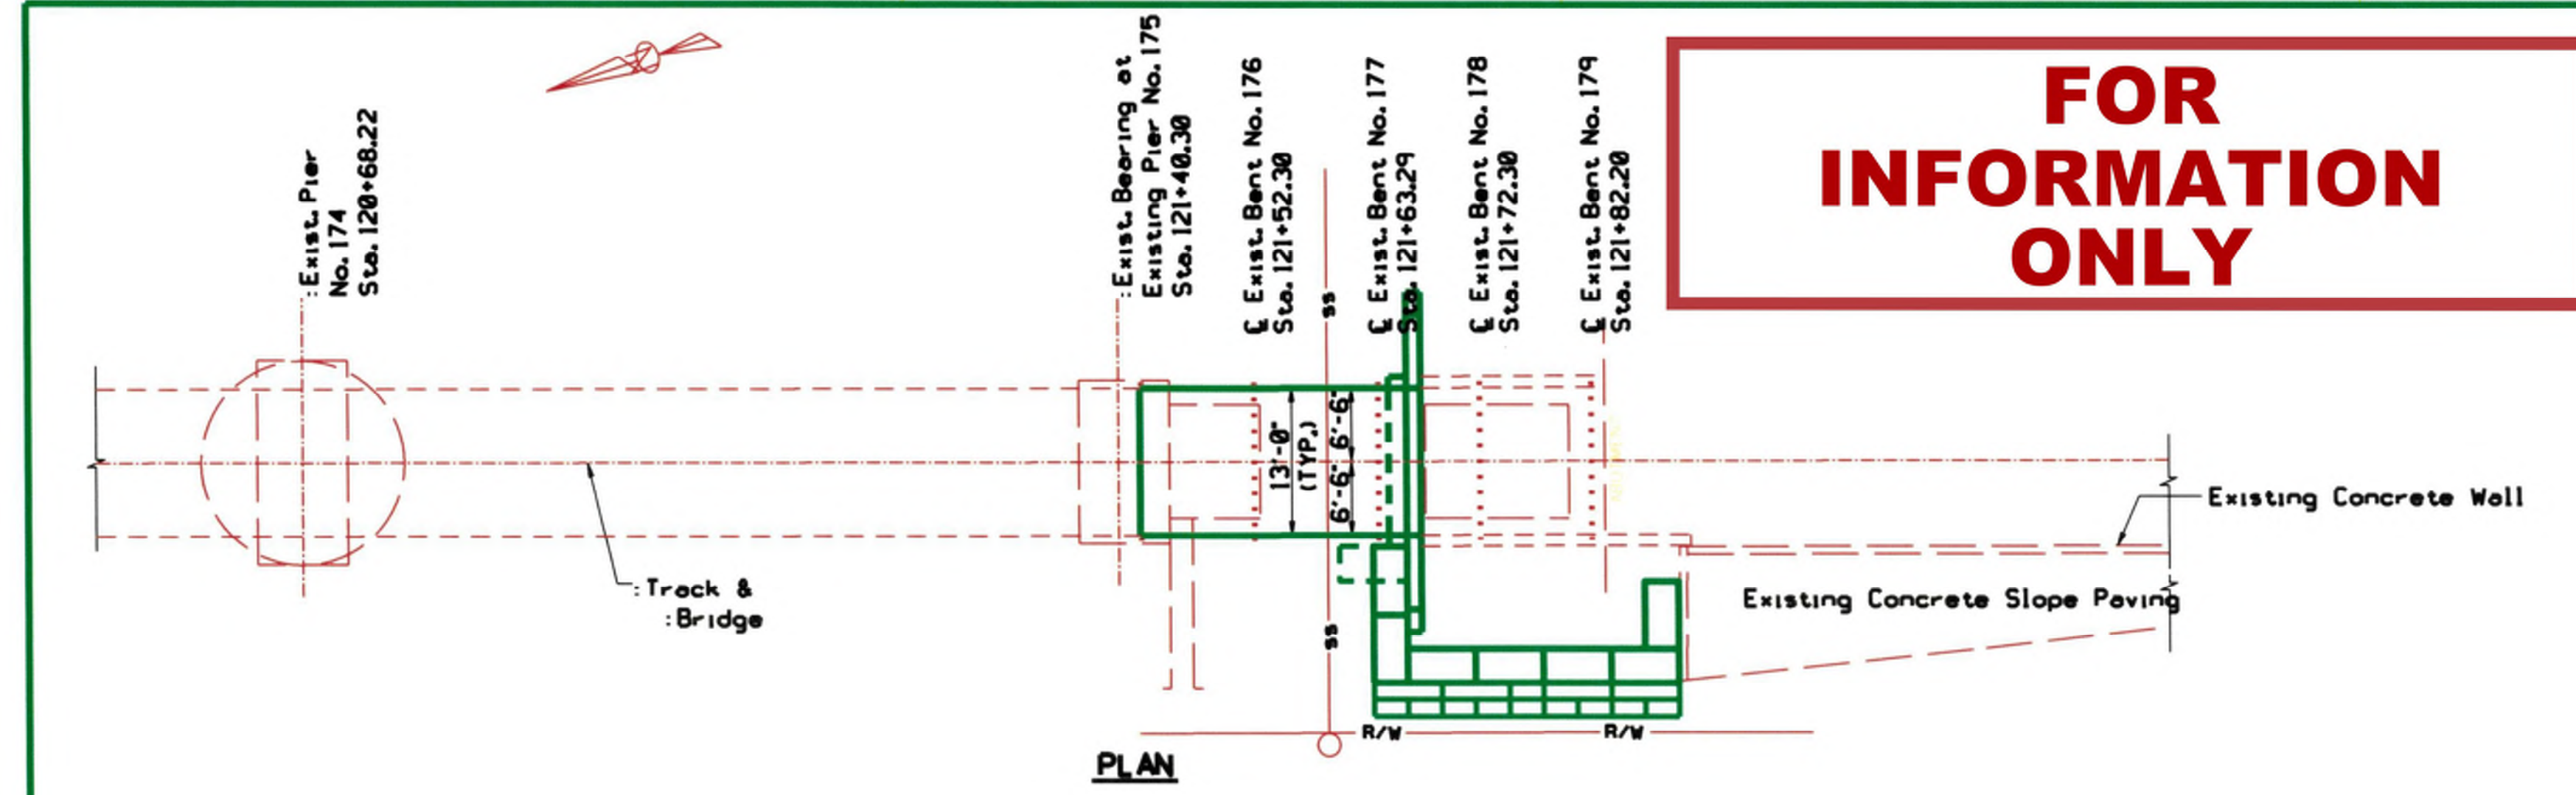 :Exist. Pier
No. 174
Sta. 120+68.22
:Exist. Bearing at
Existing Pier No. 175
Sta. 121+40.30
℄ Exist. Bent No. 176
Sta. 121+52.30
℄ Exist. Bent No. 177
Sta. 121+63.29
℄ Exist. Bent No. 178
Sta. 121+72.30
℄ Exist. Bent No. 179
Sta. 121+82.20
FOR
INFORMATION
ONLY
SS
13'-0"
(TYP.)
6'-6"
6'-6"
:Track &
:Bridge
SS
Existing Concrete Wall
Existing Concrete Slope Paving
R/W
R/W
PLAN